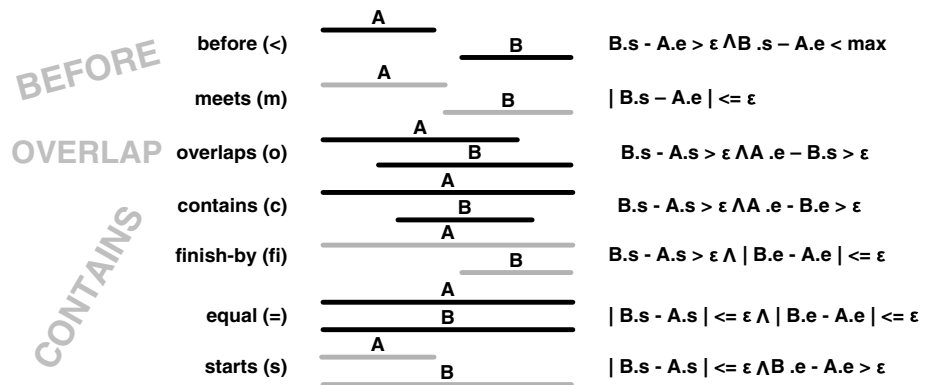 A
before (<) B B.s - A.e > ε ΛB .s – A.e < max
BEFORE
A
meets (m) B | B.s – A.e | <= ε
A
OVERLAP overlaps (o) B B.s - A.s > ε ΛA .e – B.s > ε
A
contains (c) B B.s - A.s > ε ΛA .e - B.e > ε
CONTAINS
A
finish-by (fi) B B.s - A.s > ε Λ | B.e - A.e | <= ε
A
equal (=) B | B.s - A.s | <= ε Λ | B.e - A.e | <= ε
A
starts (s) B | B.s - A.s | <= ε ΛB .e - A.e > ε